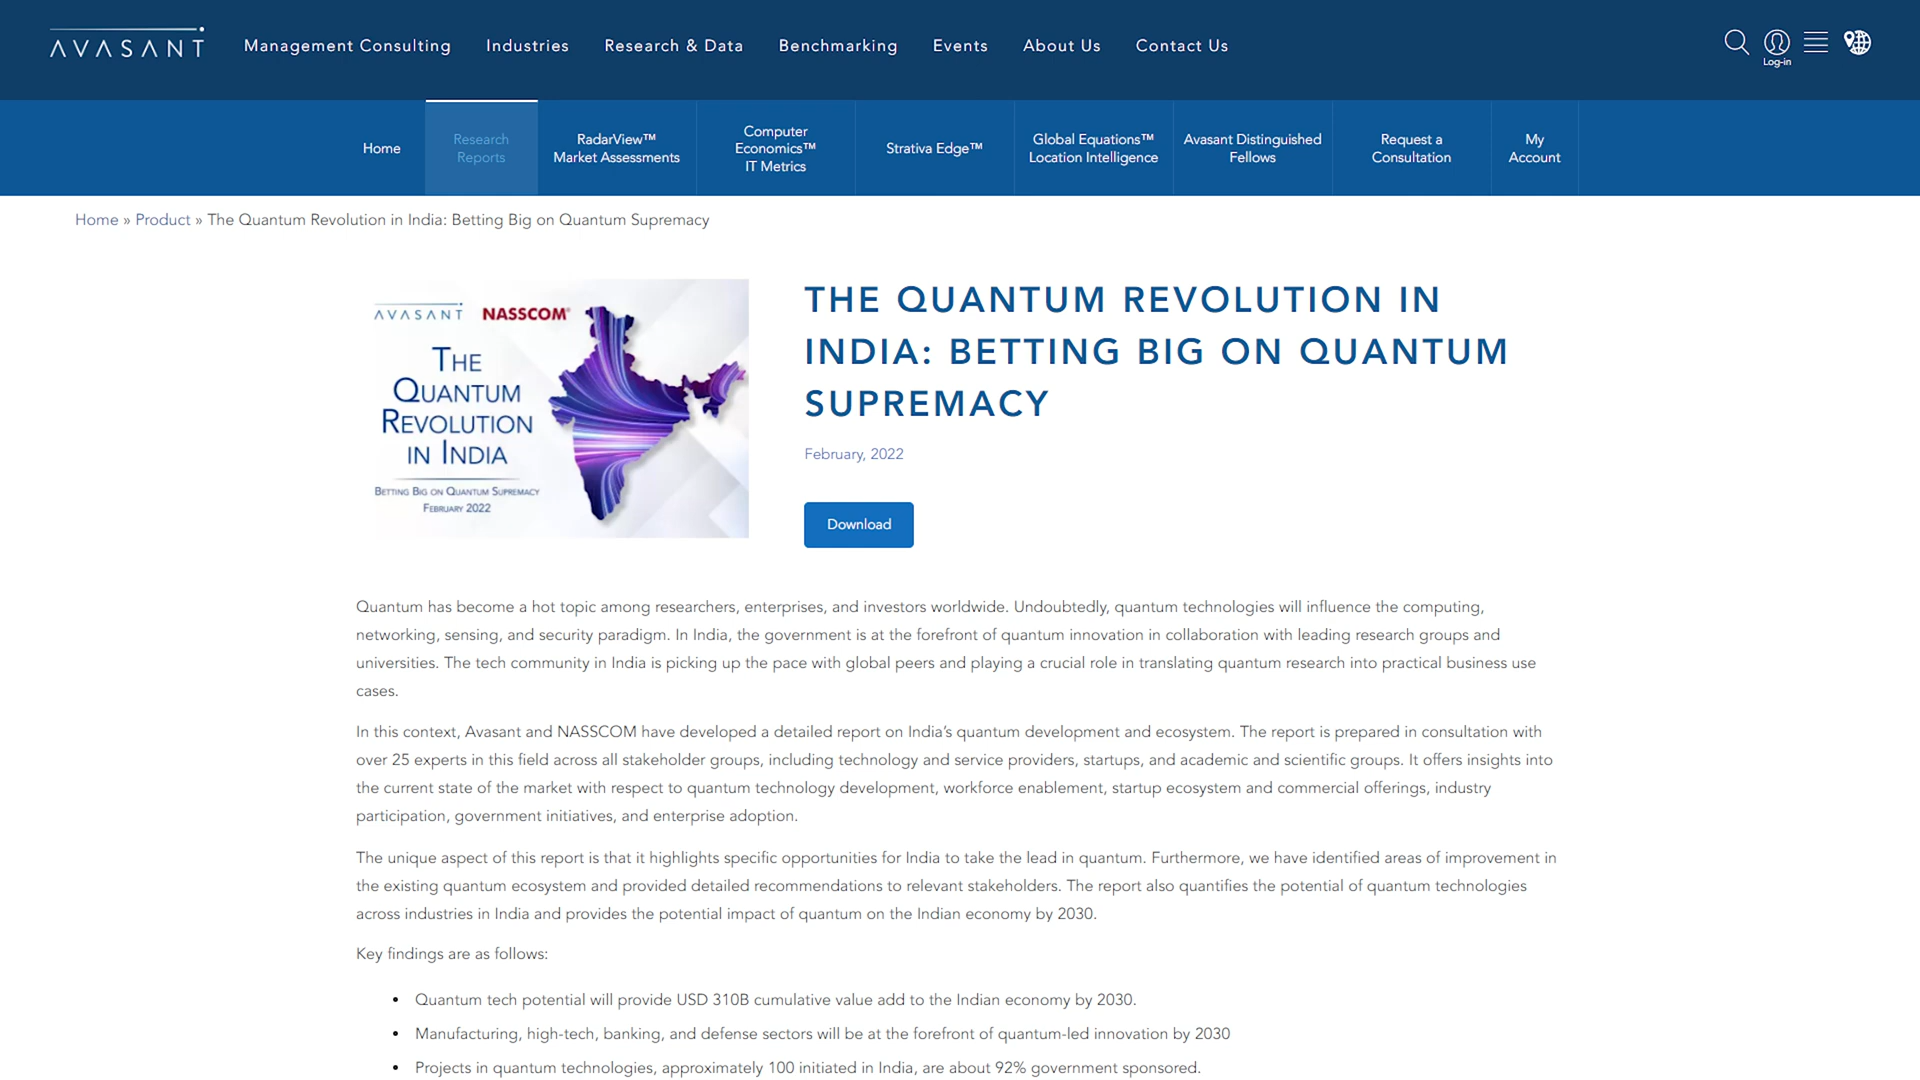 AVASANT
Management Consulting
Industries
Research & Data
Benchmarking
Events
About Us
Contact Us
Log-in
Home
Research
Reports
RadarView™
Market Assessments
Computer
Economics™
IT Metrics
Strativa Edge™
Global Equations™
Location Intelligence
Avasant Distinguished
Fellows
Request a
Consultation
My
Account
Home » Product » The Quantum Revolution in India: Betting Big on Quantum Supremacy
AVASANT NASSCOM®
THE
QUANTUM
REVOLUTION
IN INDIA
BETTING BIG ON QUANTUM SUPREMACY
FEBRUARY 2022
THE QUANTUM REVOLUTION IN
INDIA: BETTING BIG ON QUANTUM
SUPREMACY
February, 2022
Download
Quantum has become a hot topic among researchers, enterprises, and investors worldwide. Undoubtedly, quantum technologies will influence the computing,
networking, sensing, and security paradigm. In India, the government is at the forefront of quantum innovation in collaboration with leading research groups and
universities. The tech community in India is picking up the pace with global peers and playing a crucial role in translating quantum research into practical business use
cases.
In this context, Avasant and NASSCOM have developed a detailed report on India’s quantum development and ecosystem. The report is prepared in consultation with
over 25 experts in this field across all stakeholder groups, including technology and service providers, startups, and academic and scientific groups. It offers insights into
the current state of the market with respect to quantum technology development, workforce enablement, startup ecosystem and commercial offerings, industry
participation, government initiatives, and enterprise adoption.
The unique aspect of this report is that it highlights specific opportunities for India to take the lead in quantum. Furthermore, we have identified areas of improvement in
the existing quantum ecosystem and provided detailed recommendations to relevant stakeholders. The report also quantifies the potential of quantum technologies
across industries in India and provides the potential impact of quantum on the Indian economy by 2030.
Key findings are as follows:
• Quantum tech potential will provide USD 310B cumulative value add to the Indian economy by 2030.
• Manufacturing, high-tech, banking, and defense sectors will be at the forefront of quantum-led innovation by 2030
• Projects in quantum technologies, approximately 100 initiated in India, are about 92% government sponsored.